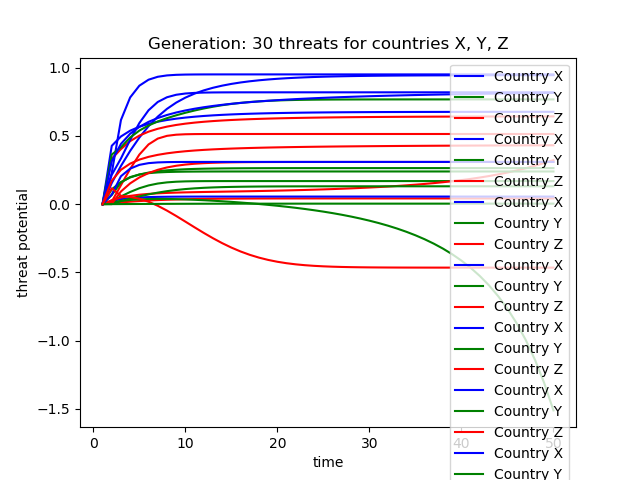 Generation: 30 threats for countries X, Y, Z
threat potential
1.0
0.5
0.0
−0.5
−1.0
−1.5
0
10
20
30
40
50
time
Country X
Country Y
Country Z
Country X
Country Y
Country Z
Country X
Country Y
Country Z
Country X
Country Y
Country Z
Country X
Country Y
Country Z
Country X
Country Y
Country Z
Country X
Country Y